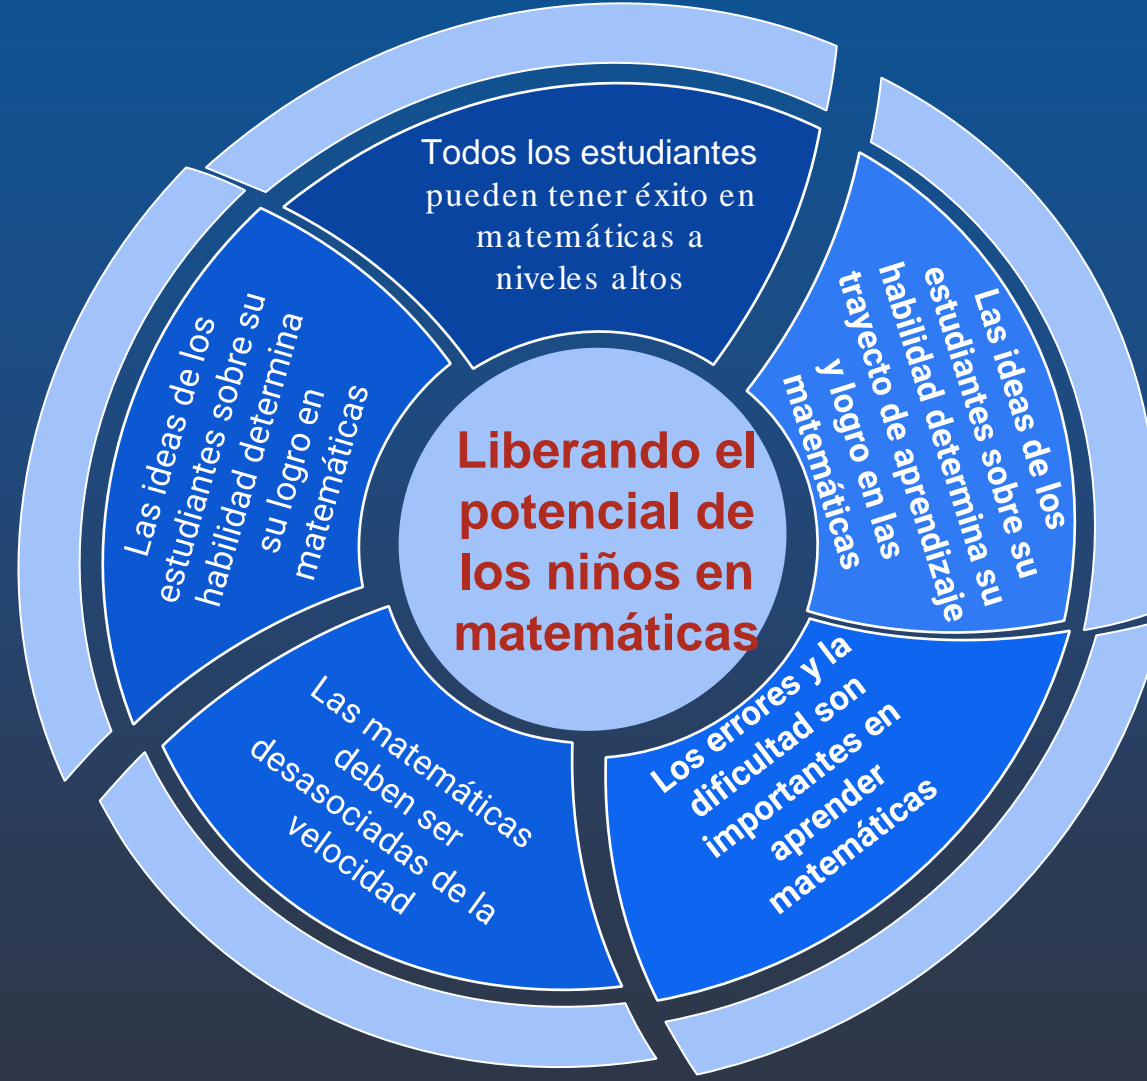 Todos los estudiantes
pueden tener éxito en
matemáticas a
niveles altos
Las ideas de los
estudiantes sobre su
habilidad determina su
trayecto de aprendizaje
y logro en las
matemáticas
Los errores y la
dificultad son
importantes en
aprender
matemáticas
Las matemáticas
deben ser
desasociadas de la
velocidad
Las ideas de los
estudiantes sobre su
habilidad determina
su logro en
matemáticas
Liberando el
potencial de
los niños en
matemáticas